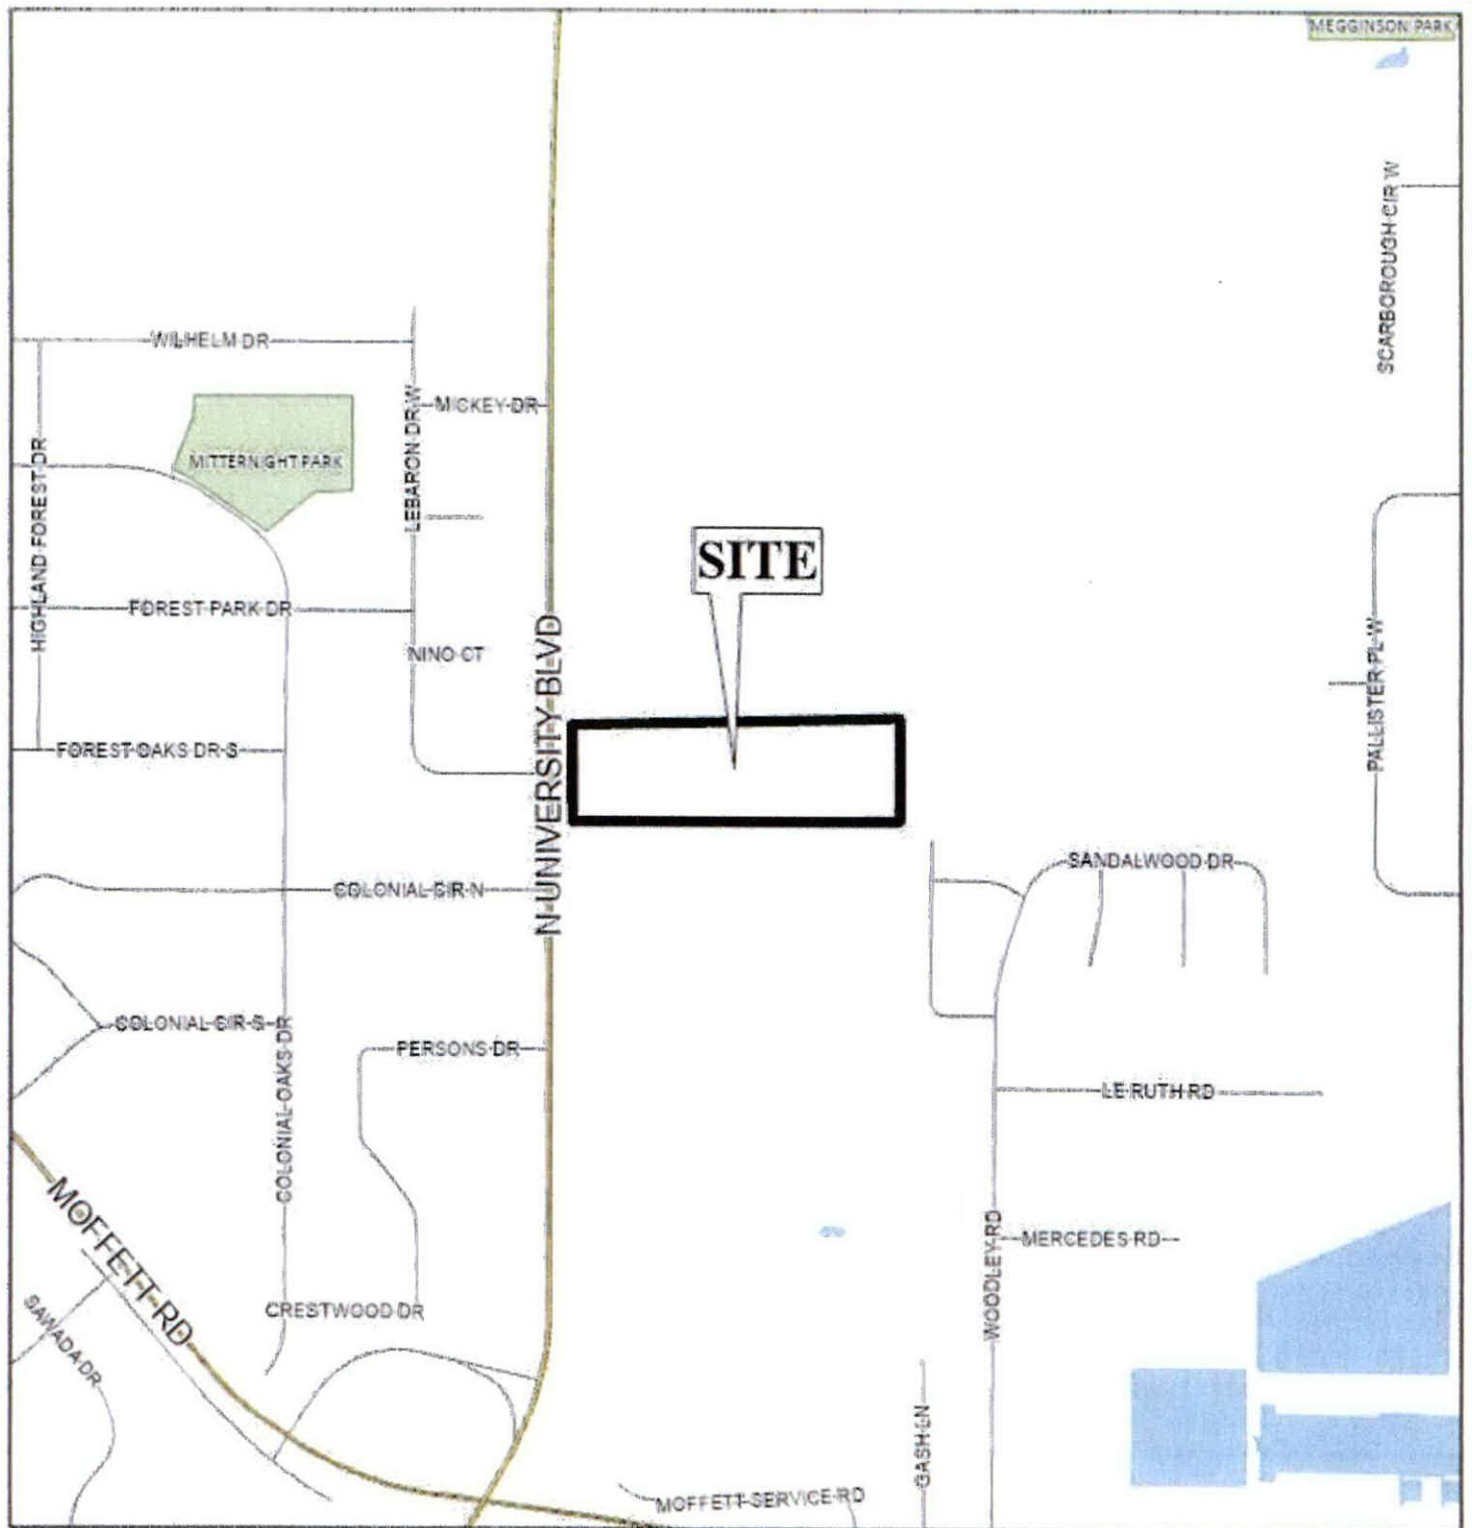 MEGGINSON PARK
SCARBOROUGH CIR W
WILHELM DR
LEBARON DR W
MICKEY DR
HIGHLAND FOREST DR
MITTERNIGHT PARK
SITE
FOREST PARK DR
NINO CT
N UNIVERSITY BLVD
PALLISTER PL W
FOREST OAKS DR S
SANDALWOOD DR
COLONIAL CIR N
COLONIAL CIR S
COLONIAL OAKS DR
PERSONS DR
LE RUTH RD
MOFFETT RD
WOODLEY RD
MERCEDES RD
SAWADA DR
CRESTWOOD DR
GASH LN
MOFFETT SERVICE RD